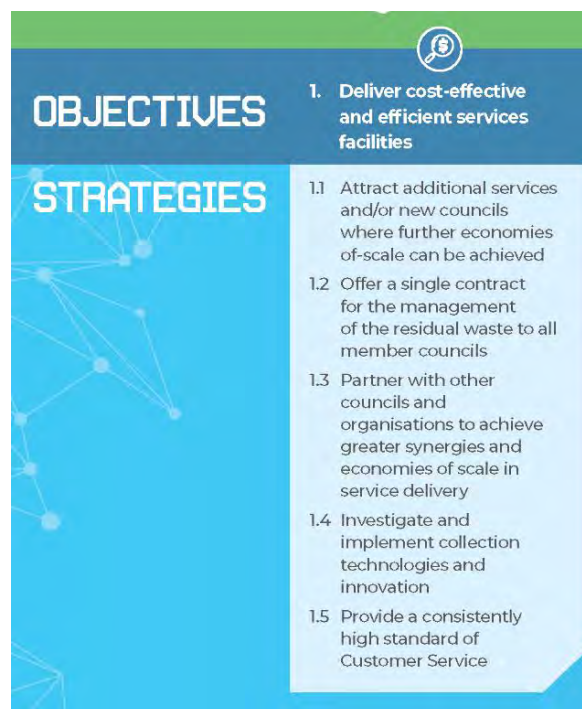 OBJECTIVES
1. Deliver cost-effective
and efficient services
facilities
STRATEGIES
1.1 Attract additional services
and/or new councils
where further economies
of-scale can be achieved
1.2 Offer a single contract
for the management
of the residual waste to all
member councils
1.3 Partner with other
councils and
organisations to achieve
greater synergies and
economies of scale in
service delivery
1.4 Investigate and
implement collection
technologies and
innovation
1.5 Provide a consistently
high standard of
Customer Service